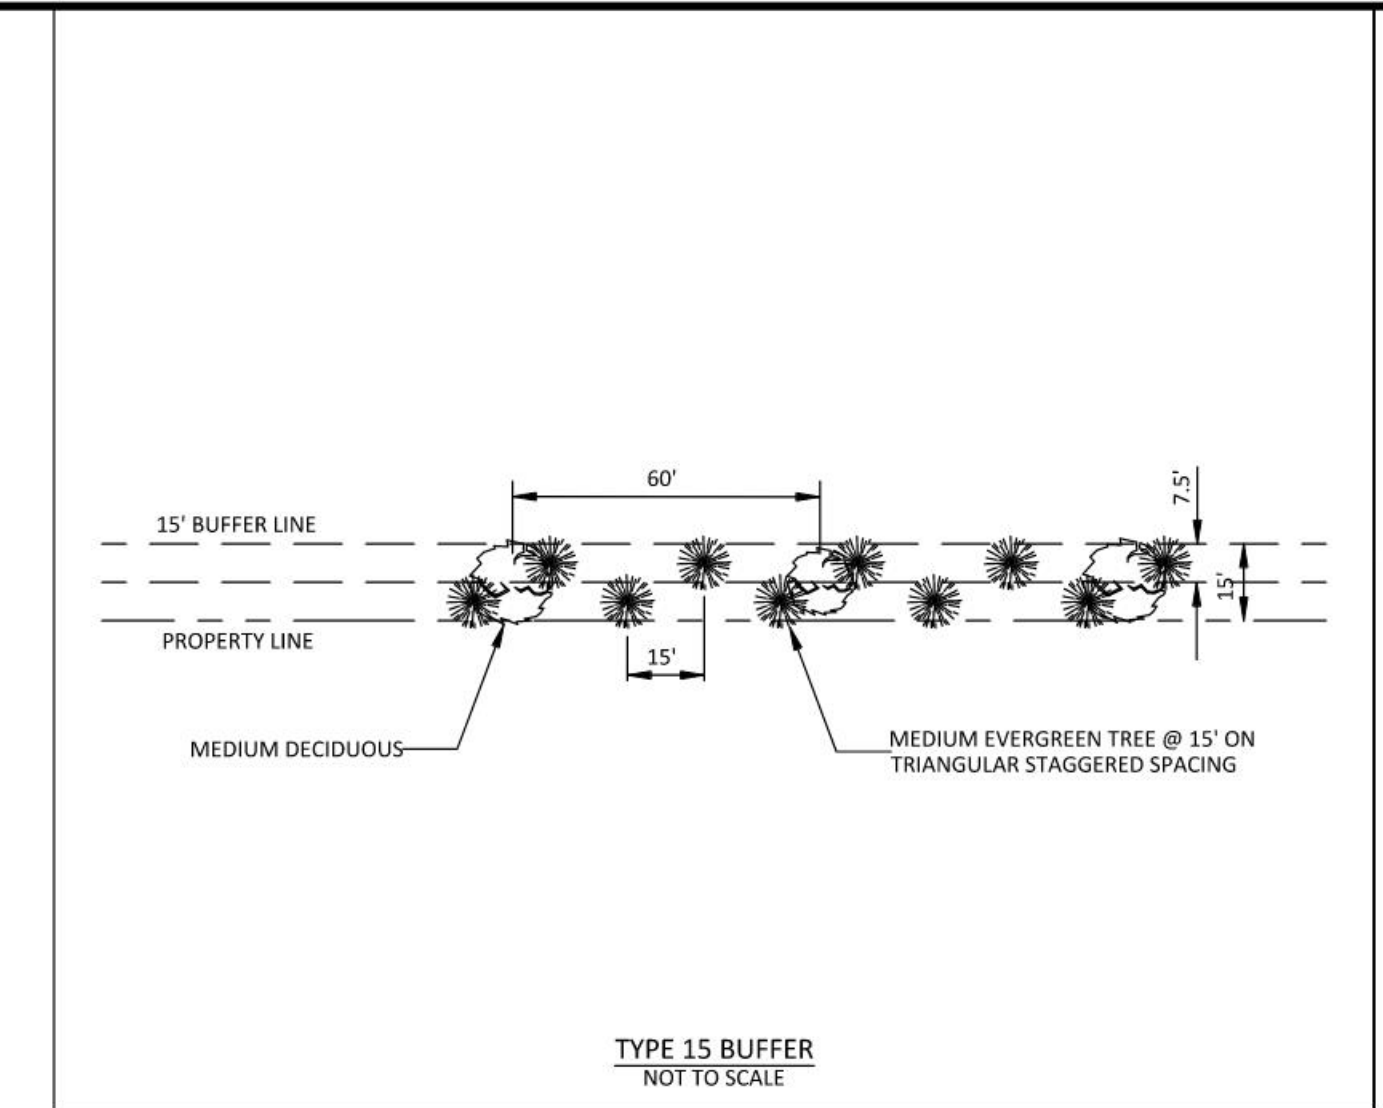 60'
7.5'
15' BUFFER LINE
15'
PROPERTY LINE
15'
MEDIUM DECIDUOUS
MEDIUM EVERGREEN TREE @ 15' ON
TRIANGULAR STAGGERED SPACING
TYPE 15 BUFFER
NOT TO SCALE